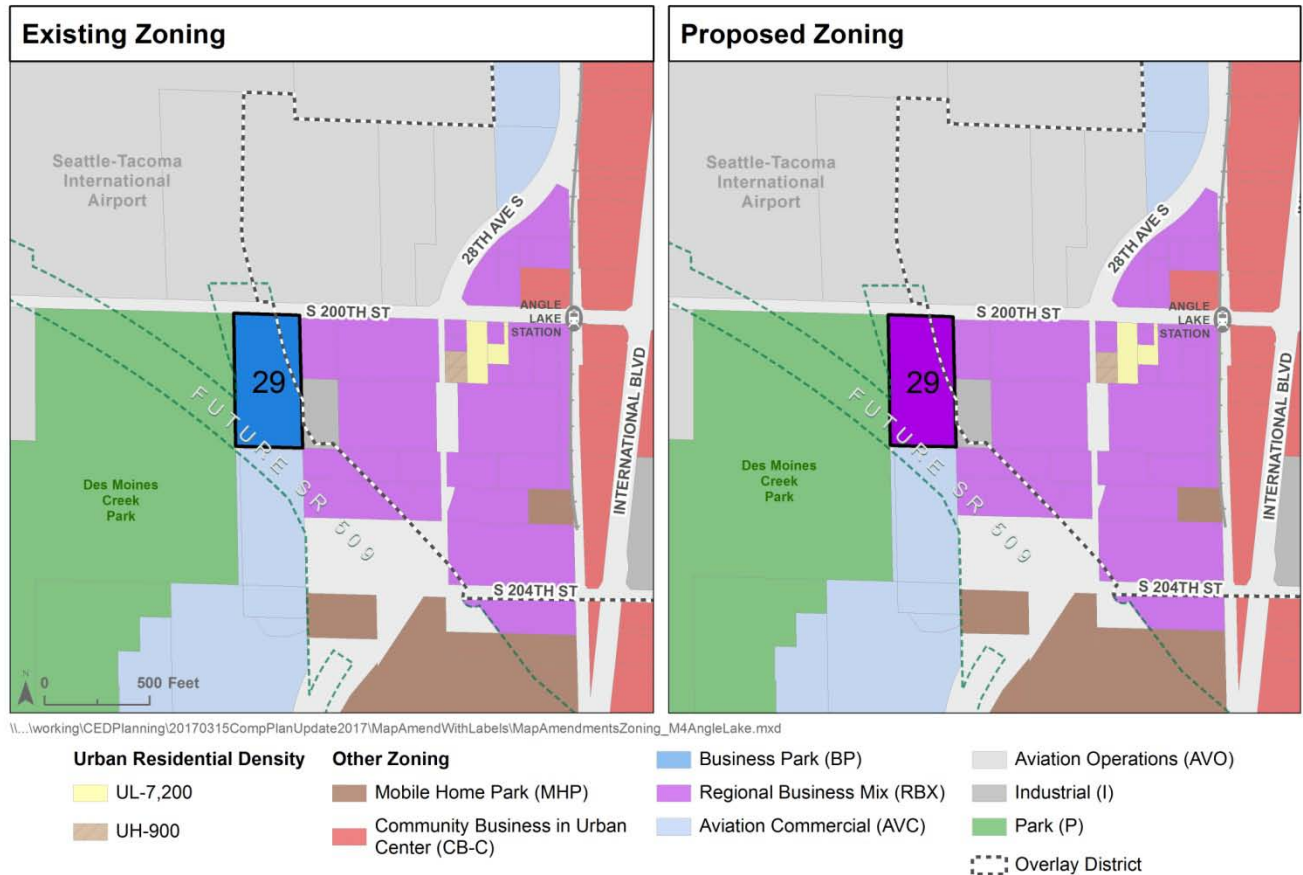 Existing Zoning
Seattle-Tacoma
International
Airport
28TH AVE S
S 200TH ST
ANGLE
LAKE
STATION
29
FUTURE SR 509
INTERNATIONAL BLVD
Des Moines
Creek
Park
S 204TH ST
N
0 500 Feet
Proposed Zoning
Seattle-Tacoma
International
Airport
28TH AVE S
S 200TH ST
ANGLE
LAKE
STATION
29
FUTURE SR 509
INTERNATIONAL BLVD
Des Moines
Creek
Park
S 204TH ST
\\...\working\CEDPlanning\20170315CompPlanUpdate2017\MapAmendWithLabels\MapAmendmentsZoning_M4AngleLake.mxd
Urban Residential Density
UL-7,200
UH-900
Other Zoning
Mobile Home Park (MHP)
Community Business in Urban
Center (CB-C)
Business Park (BP)
Regional Business Mix (RBX)
Aviation Commercial (AVC)
Aviation Operations (AVO)
Industrial (I)
Park (P)
Overlay District